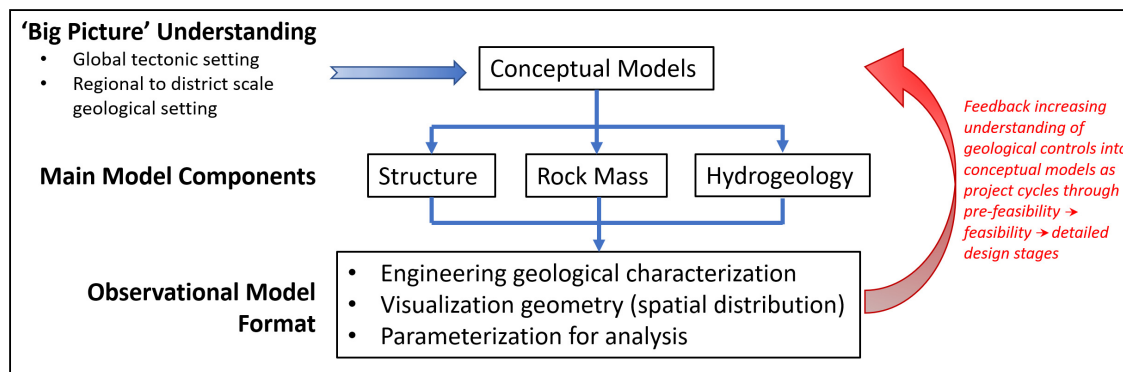 ‘Big Picture’ Understanding
• Global tectonic setting
• Regional to district scale
geological setting
Conceptual Models
Main Model Components
Structure
Rock Mass
Hydrogeology
Observational Model
Format
• Engineering geological characterization
• Visualization geometry (spatial distribution)
• Parameterization for analysis
Feedback increasing
understanding of
geological controls into
conceptual models as
project cycles through
pre-feasibility →
feasibility → detailed
design stages